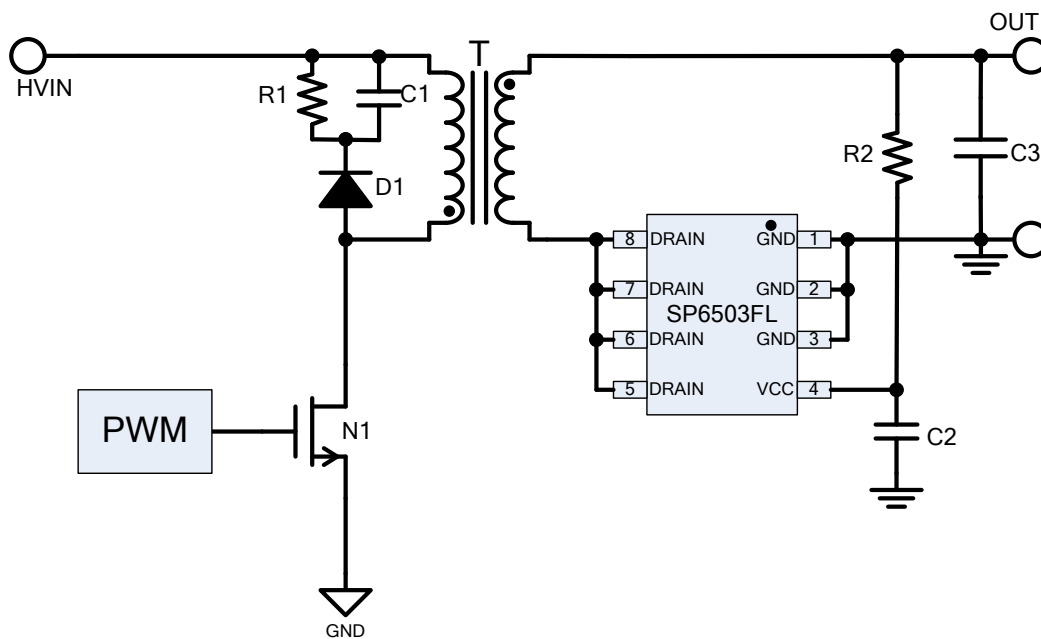 OUT
T
HVIN
R1
C1
R2
C3
D1
8 DRAIN GND 1
7 DRAIN GND 2
SP6503FL
6 DRAIN GND 3
5 DRAIN VCC 4
PWM
N1
C2
GND